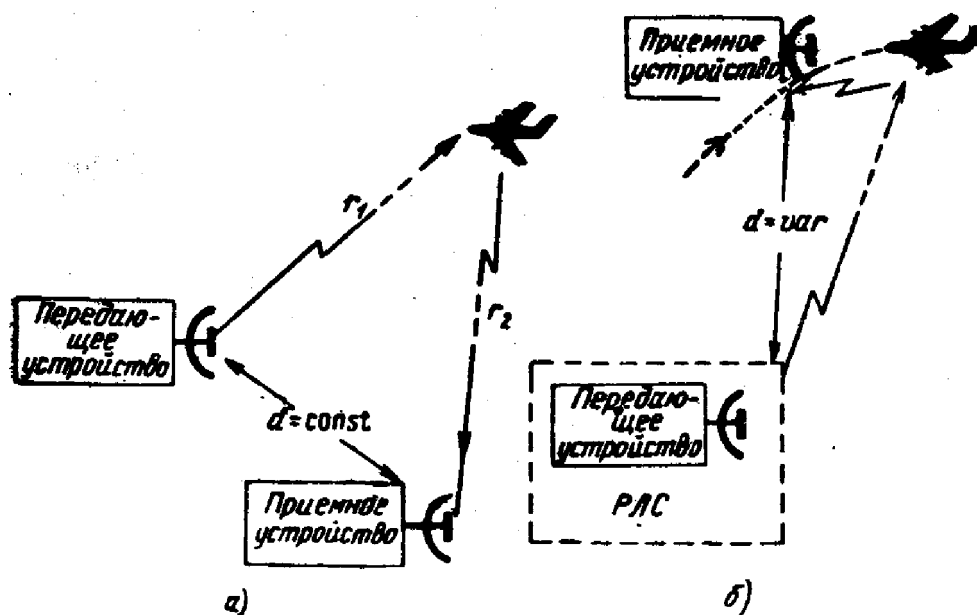 r₁
r₂
Передаю-
щее
устройство
d=const
Приемное
устройство
а)
Приемное
устройство
d=var
Передаю-
щее
устройство
РЛС
б)